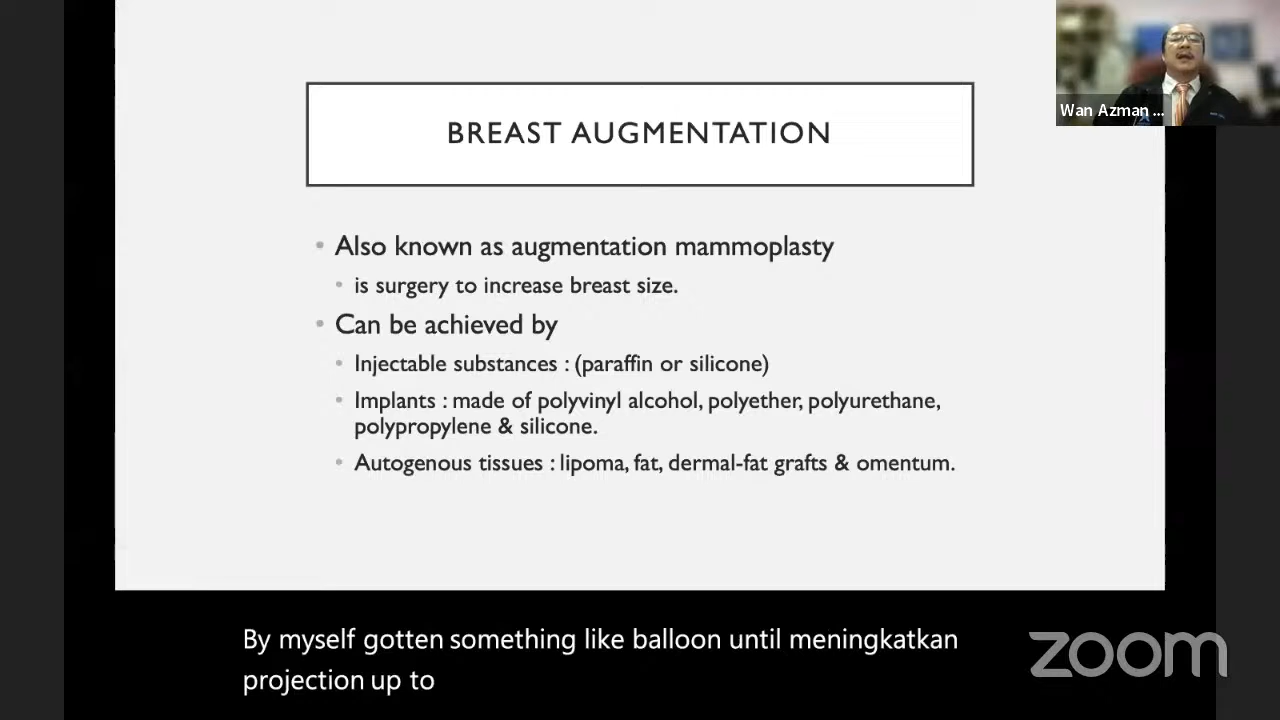 Wan Azman ...
BREAST AUGMENTATION
Also known as augmentation mammoplasty
is surgery to increase breast size.
Can be achieved by
Injectable substances : (paraffin or silicone)
Implants : made of polyvinyl alcohol, polyether, polyurethane,
polypropylene & silicone.
Autogenous tissues : lipoma, fat, dermal-fat grafts & omentum.
By myself gotten something like balloon until meningkatkan
projection up to
zoom